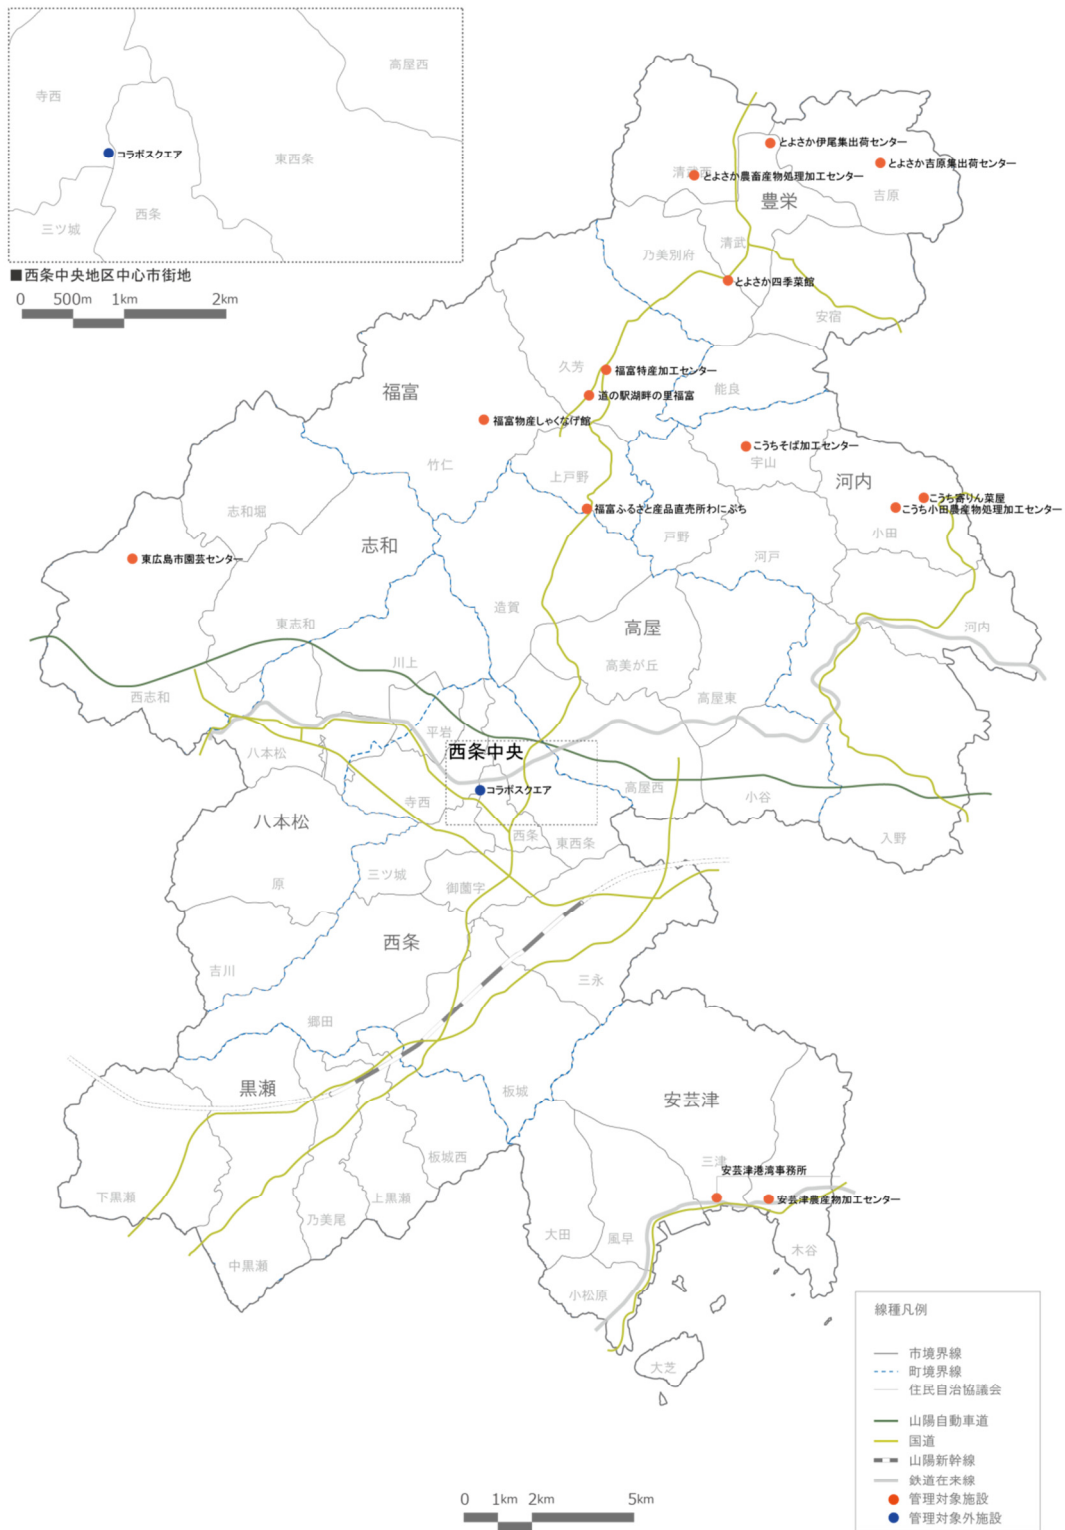 高屋西
寺西
コラボスクエア
東西条
西条
三ツ城
■西条中央地区中心市街地
0 500m 1km 2km
とよさか伊尾集出荷センター
とよさか吉原集出荷センター
清武西
とよさか農畜産物処理加工センター
吉原
豊栄
清武
乃美別府
とよさか四季菜館
安宿
久芳
福富特産加工センター
能良
福富
道の駅湖畔の里福富
福富物産しゃくなげ館
こうちそば加工センター
竹仁
宇山
上戸野
河内
こうち寄りん菜屋
志和堀
福富ふるさと産品直売所わにぶち
こうち小田農産物処理加工センター
戸野
小田
志和
東広島市園芸センター
河戸
造賀
東志和
高屋
河内
川上
高美が丘
西志和
高屋東
平岩
八本松
西条中央
高屋西
コラボスクエア
小谷
寺西
八本松
西条
東西条
入野
三ツ城
原
御薗宇
西条
吉川
三永
郷田
黒瀬
板城
安芸津
板城西
三津
安芸津港湾事務所
下黒瀬
上黒瀬
安芸津農産物加工センター
乃美尾
大田
風早
木谷
中黒瀬
小松原
大芝
線種凡例
市境界線
町境界線
住民自治協議会
山陽自動車道
国道
山陽新幹線
鉄道在来線
管理対象施設
管理対象外施設
0 1km 2km 5km